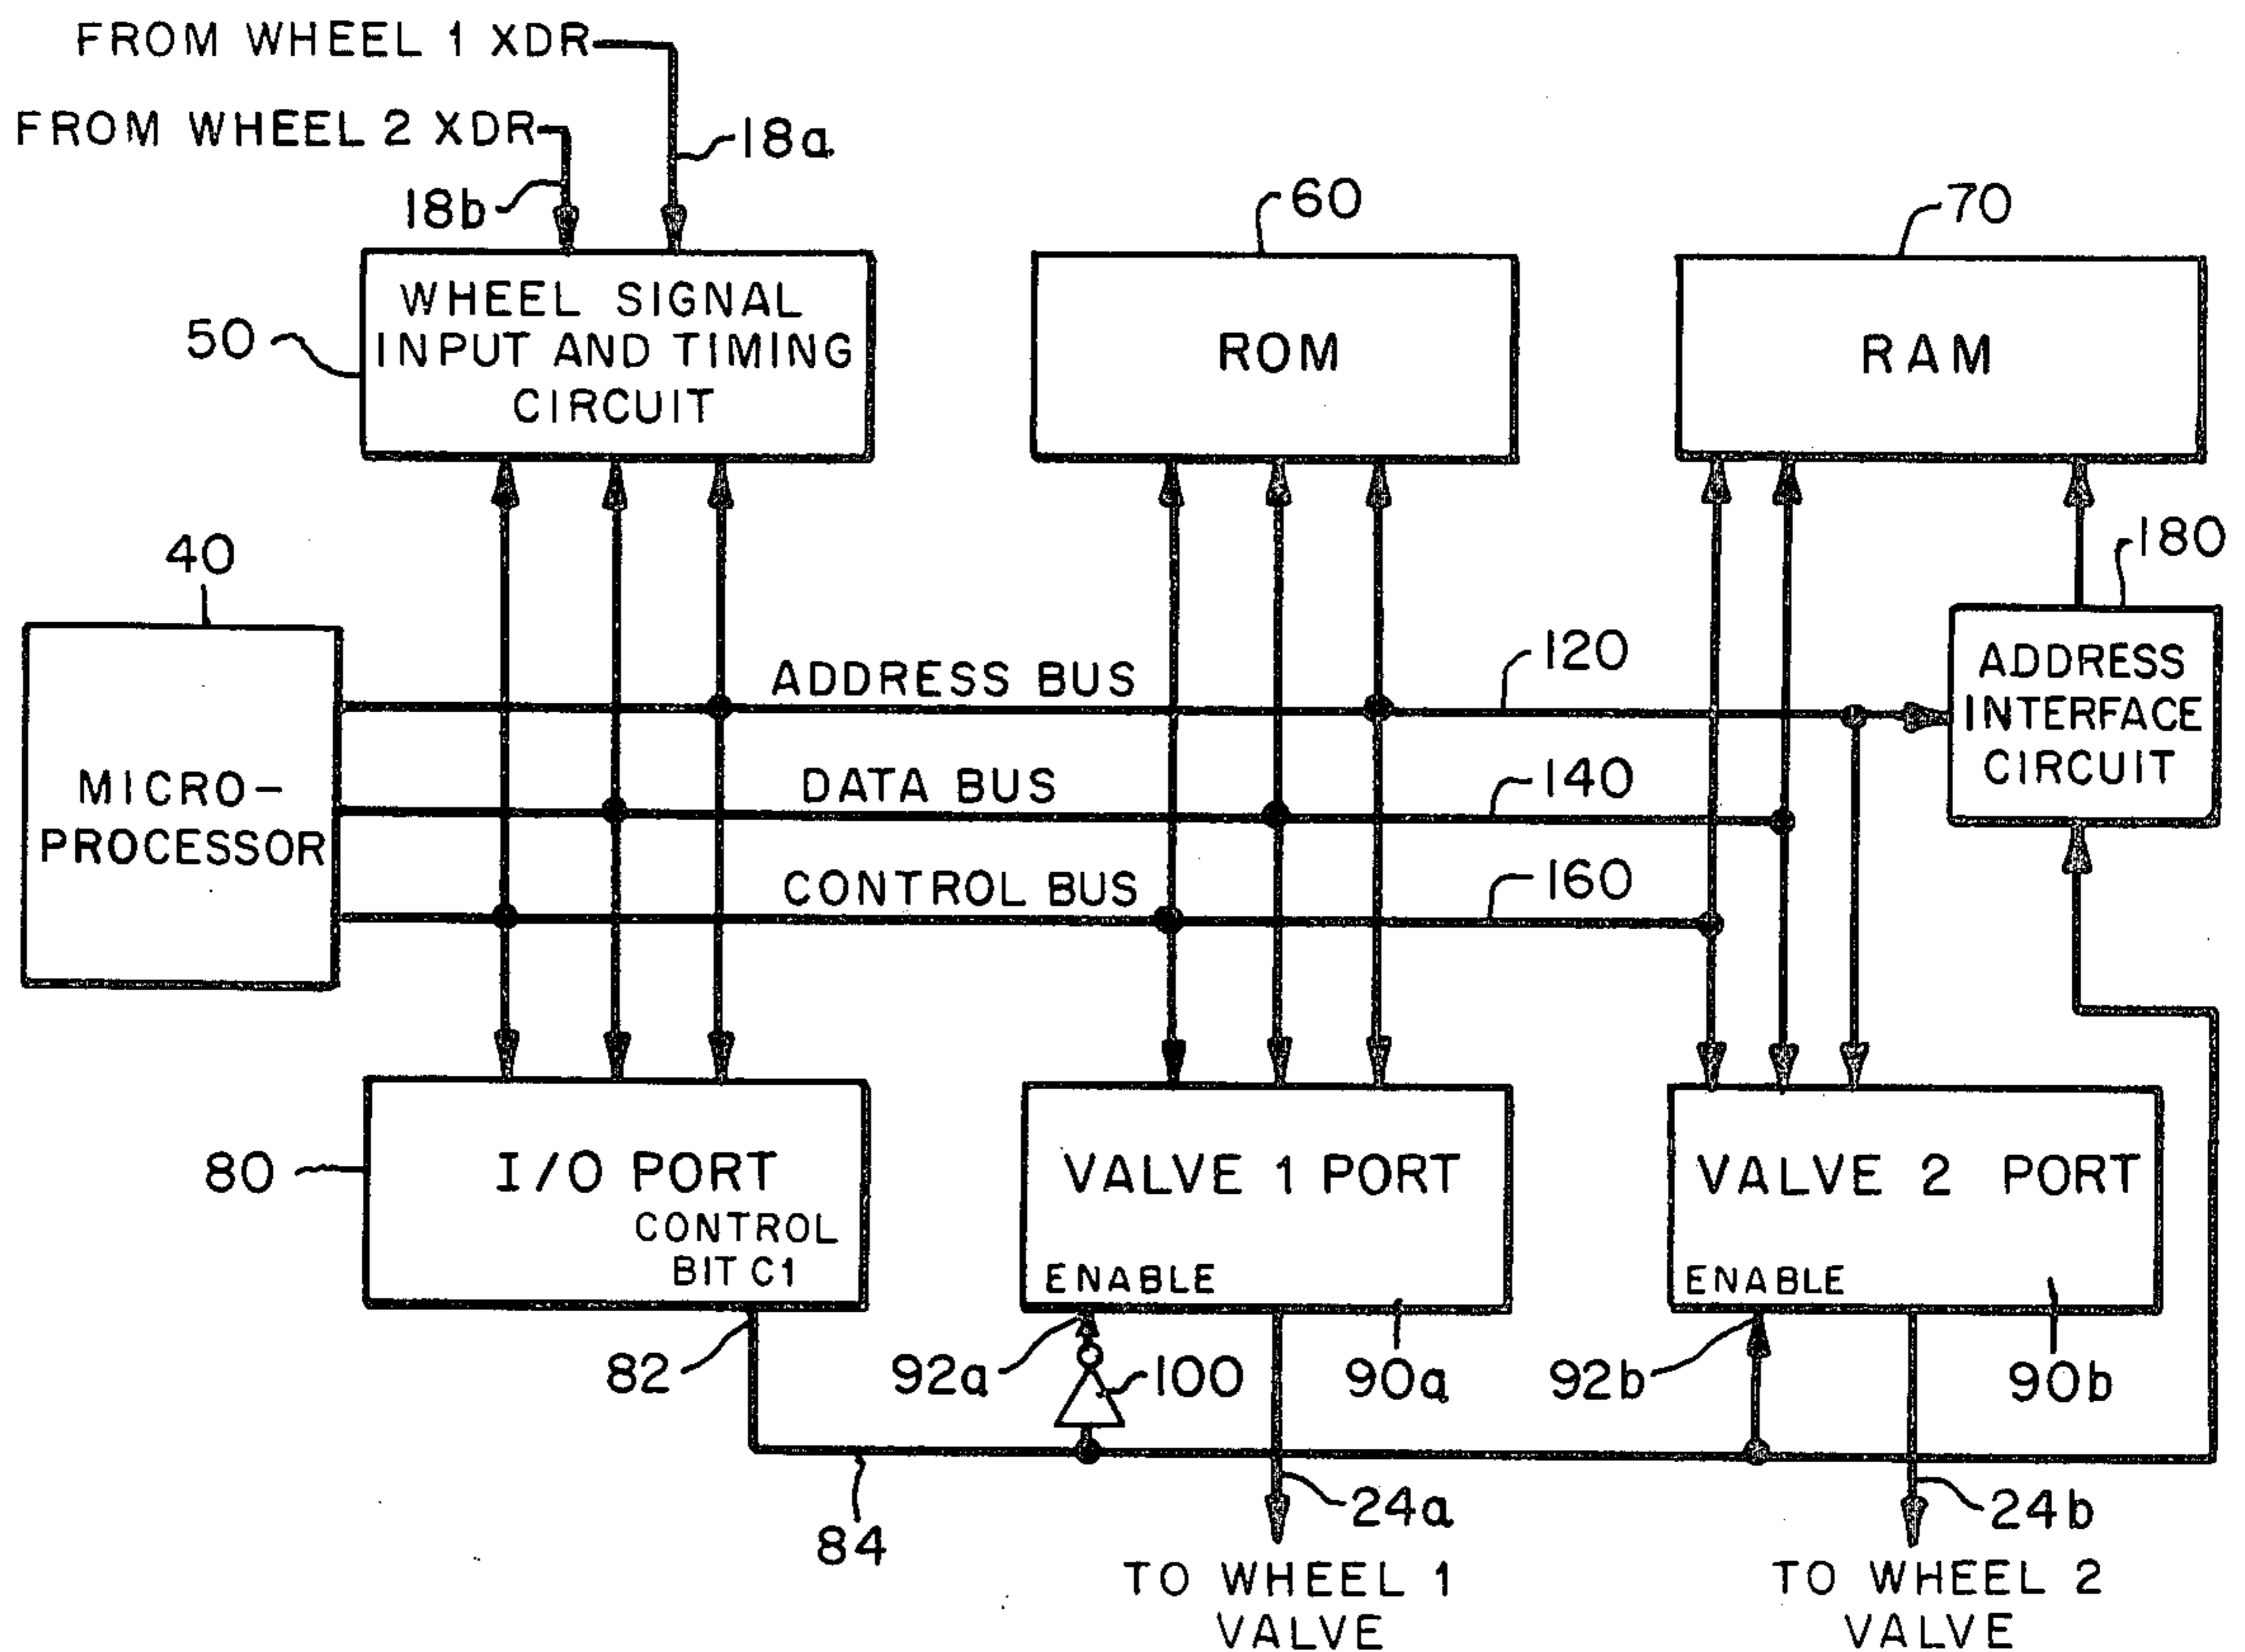 FROM WHEEL 1 XDR
FROM WHEEL 2 XDR
18a
18b
60
70
50
WHEEL SIGNAL
INPUT AND TIMING
CIRCUIT
ROM
RAM
40
180
MICRO-
PROCESSOR
ADDRESS BUS
120
ADDRESS
INTERFACE
CIRCUIT
DATA BUS
140
CONTROL BUS
160
80
I/O PORT
CONTROL
BIT C1
VALVE 1 PORT
ENABLE
VALVE 2 PORT
ENABLE
82
92a
100
90a
92b
90b
84
24a
24b
TO WHEEL 1
VALVE
TO WHEEL 2
VALVE